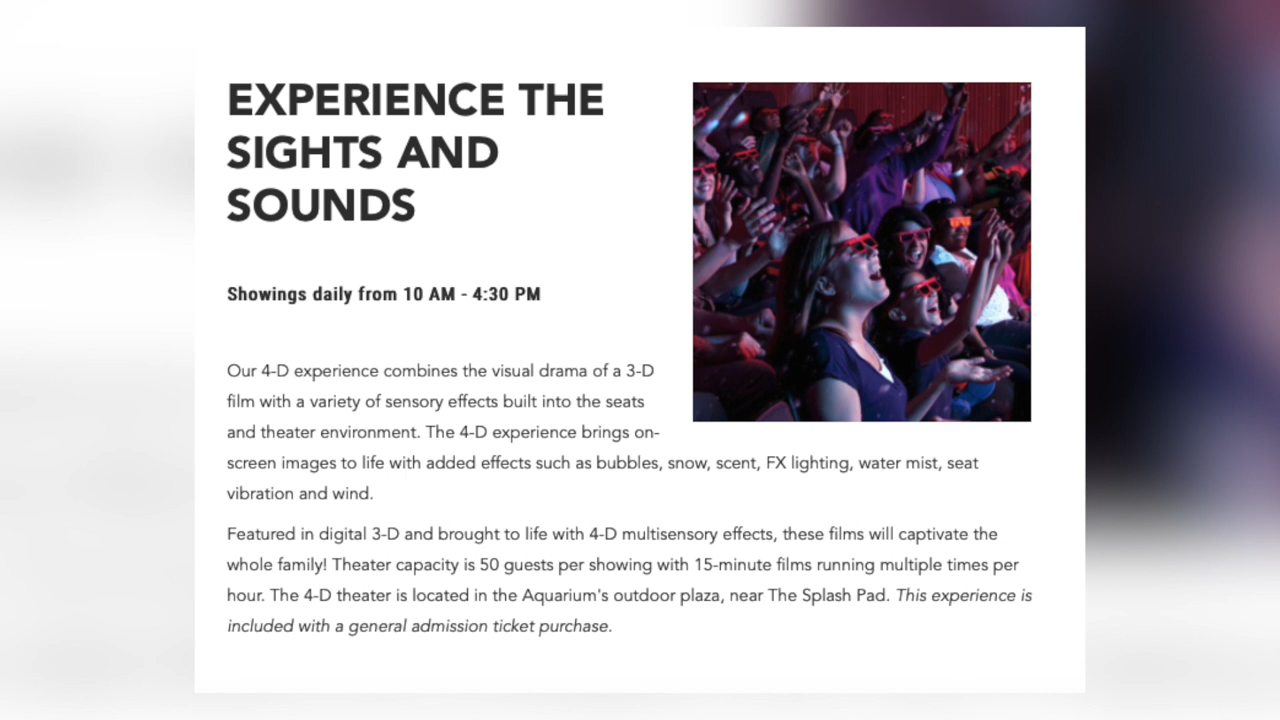 EXPERIENCE THE
SIGHTS AND
SOUNDS
Showings daily from 10 AM - 4:30 PM
Our 4-D experience combines the visual drama of a 3-D
film with a variety of sensory effects built into the seats
and theater environment. The 4-D experience brings on-
screen images to life with added effects such as bubbles, snow, scent, FX lighting, water mist, seat
vibration and wind.
Featured in digital 3-D and brought to life with 4-D multisensory effects, these films will captivate the
whole family! Theater capacity is 50 guests per showing with 15-minute films running multiple times per
hour. The 4-D theater is located in the Aquarium's outdoor plaza, near The Splash Pad. This experience is
included with a general admission ticket purchase.